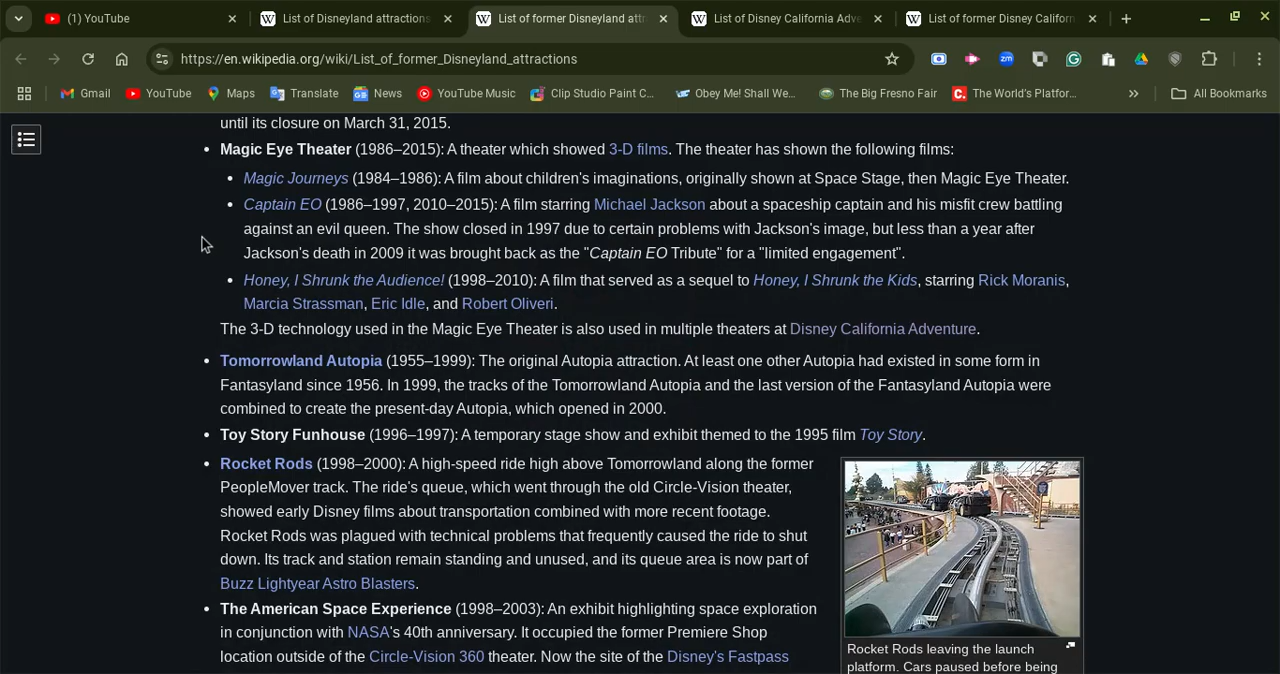 (1) YouTube
List of Disneyland attractions
List of former Disneyland attr
List of Disney California Adve
List of former Disney Californ
https://en.wikipedia.org/wiki/List_of_former_Disneyland_attractions
Gmail
YouTube
Maps
Translate
News
YouTube Music
Clip Studio Paint C...
Obey Me! Shall We...
The Big Fresno Fair
The World's Platfor...
All Bookmarks
until its closure on March 31, 2015.
Magic Eye Theater (1986–2015): A theater which showed 3-D films. The theater has shown the following films:
Magic Journeys (1984–1986): A film about children's imaginations, originally shown at Space Stage, then Magic Eye Theater.
Captain EO (1986–1997, 2010–2015): A film starring Michael Jackson about a spaceship captain and his misfit crew battling
against an evil queen. The show closed in 1997 due to certain problems with Jackson's image, but less than a year after
Jackson's death in 2009 it was brought back as the "Captain EO Tribute" for a "limited engagement".
Honey, I Shrunk the Audience! (1998–2010): A film that served as a sequel to Honey, I Shrunk the Kids, starring Rick Moranis,
Marcia Strassman, Eric Idle, and Robert Oliveri.
The 3-D technology used in the Magic Eye Theater is also used in multiple theaters at Disney California Adventure.
Tomorrowland Autopia (1955–1999): The original Autopia attraction. At least one other Autopia had existed in some form in
Fantasyland since 1956. In 1999, the tracks of the Tomorrowland Autopia and the last version of the Fantasyland Autopia were
combined to create the present-day Autopia, which opened in 2000.
Toy Story Funhouse (1996–1997): A temporary stage show and exhibit themed to the 1995 film Toy Story.
Rocket Rods (1998–2000): A high-speed ride high above Tomorrowland along the former
PeopleMover track. The ride's queue, which went through the old Circle-Vision theater,
showed early Disney films about transportation combined with more recent footage.
Rocket Rods was plagued with technical problems that frequently caused the ride to shut
down. Its track and station remain standing and unused, and its queue area is now part of
Buzz Lightyear Astro Blasters.
The American Space Experience (1998–2003): An exhibit highlighting space exploration
in conjunction with NASA's 40th anniversary. It occupied the former Premiere Shop
location outside of the Circle-Vision 360 theater. Now the site of the Disney's Fastpass
Rocket Rods leaving the launch
platform. Cars paused before being